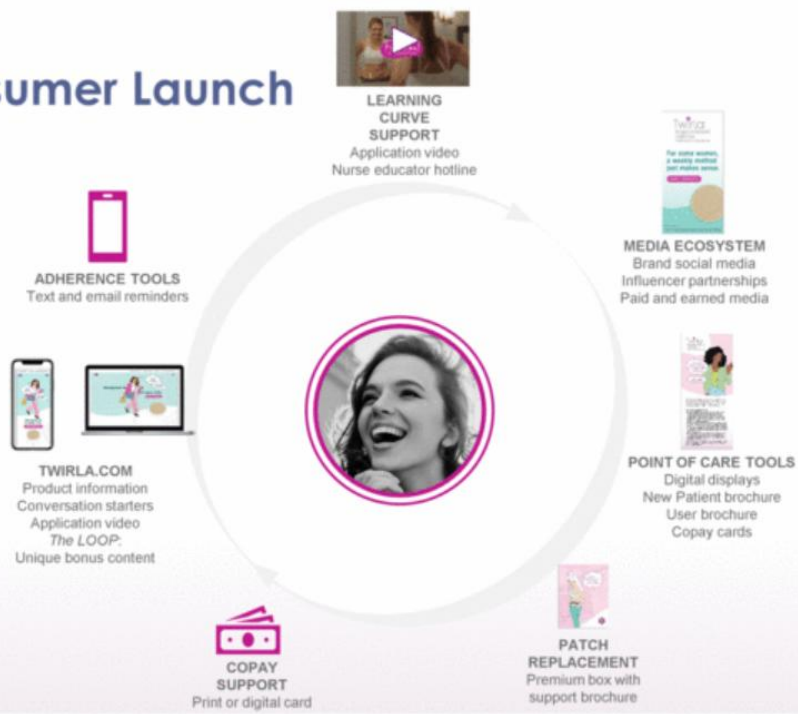 sumer Launch
LEARNING
CURVE
SUPPORT
Application video
Nurse educator hotline
Twirla
For some women,
a weekly method
just makes sense.
MEDIA ECOSYSTEM
Brand social media
Influencer partnerships
Paid and earned media
ADHERENCE TOOLS
Text and email reminders
POINT OF CARE TOOLS
Digital displays
New Patient brochure
User brochure
Copay cards
TWIRLA.COM
Product information
Conversation starters
Application video
The LOOP:
Unique bonus content
PATCH
REPLACEMENT
Premium box with
support brochure
COPAY
SUPPORT
Print or digital card